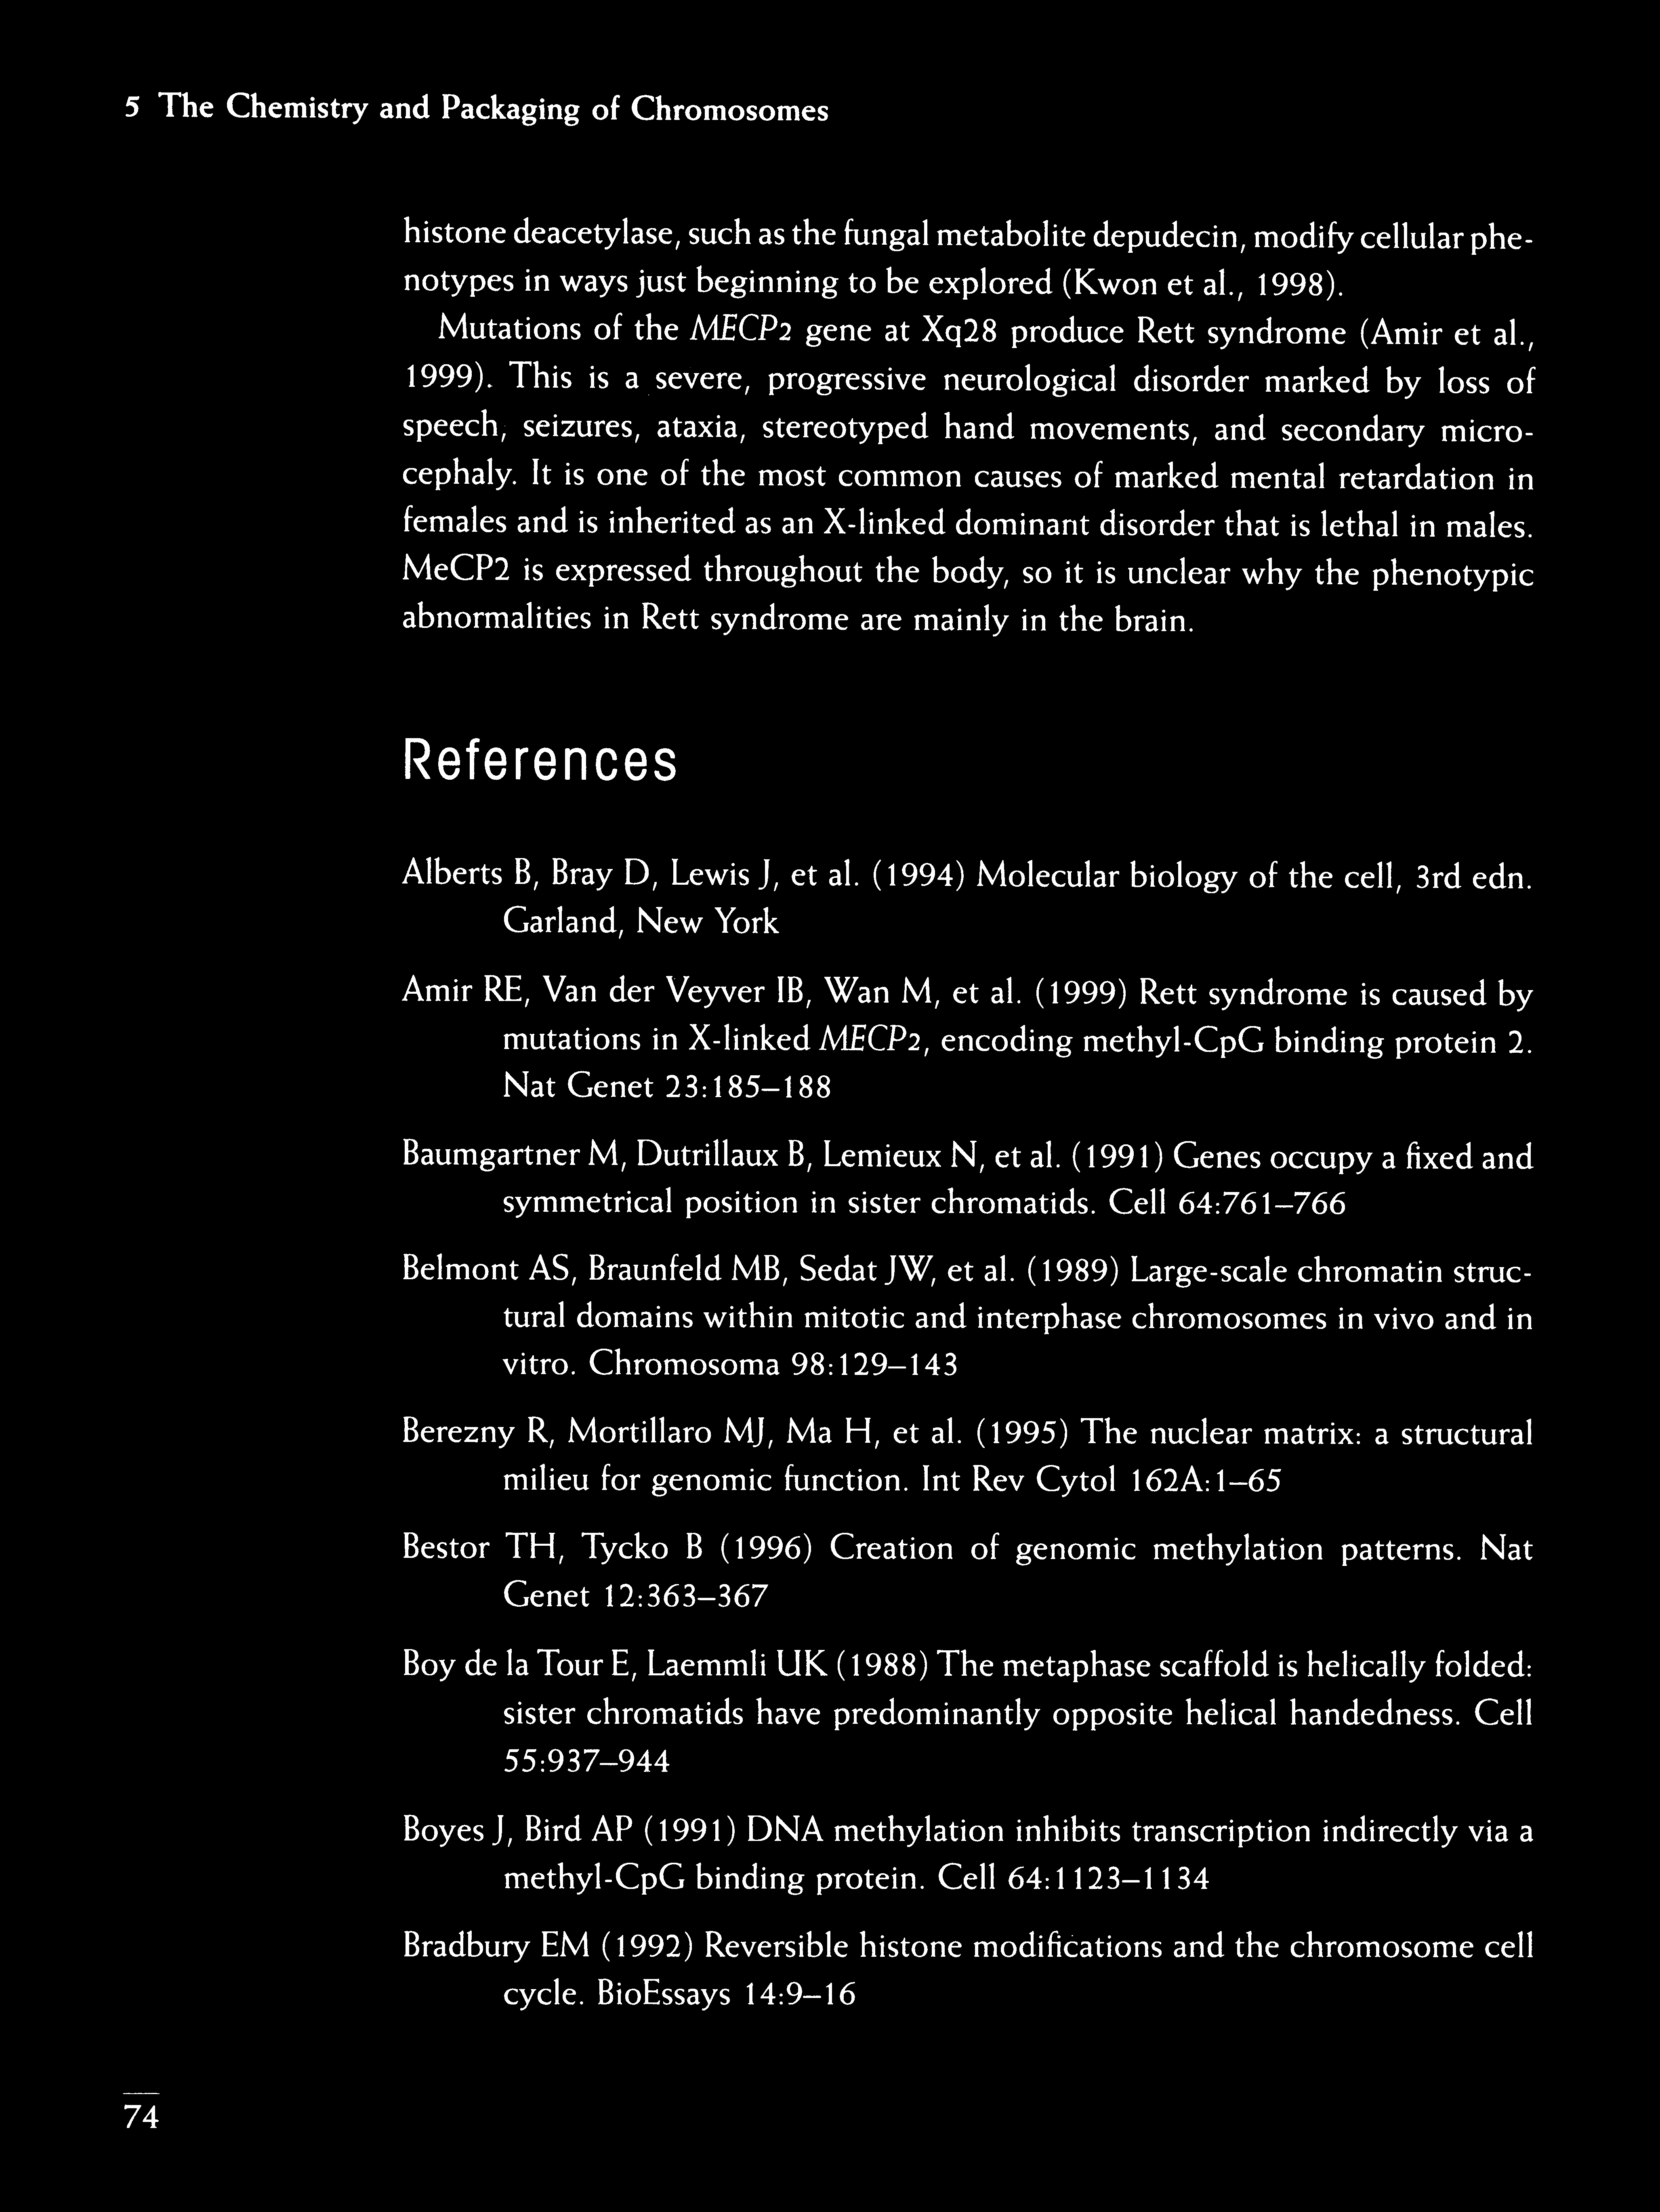 5 The Chemistry and Packaging of Chromosomes
histone deacetylase, such as the fungal metabolite depudecin, modify cellular phe-
notypes in ways just beginning to be explored (Kwon et al., 1998).
Mutations of the MECP2 gene at Xq28 produce Rett syndrome (Amir et al.,
1999). This is a severe, progressive neurological disorder marked by loss of
speech, seizures, ataxia, stereotyped hand movements, and secondary micro-
cephaly. It is one of the most common causes of marked mental retardation in
females and is inherited as an X-linked dominant disorder that is lethal in males.
MeCP2 is expressed throughout the body, so it is unclear why the phenotypic
abnormalities in Rett syndrome are mainly in the brain.
References
Alberts B, Bray D, Lewis J, et al. (1994) Molecular biology of the cell, 3rd edn.
Garland, New York
Amir RE, Van der Veyver IB, Wan M, et al. (1999) Rett syndrome is caused by
mutations in X-linked MECP2, encoding methyl-CpG binding protein 2.
Nat Genet 23:185–188
Baumgartner M, Dutrillaux B, Lemieux N, et al. (1991) Genes occupy a fixed and
symmetrical position in sister chromatids. Cell 64:761–766
Belmont AS, Braunfeld MB, Sedat JW, et al. (1989) Large-scale chromatin struc-
tural domains within mitotic and interphase chromosomes in vivo and in
vitro. Chromosoma 98:129–143
Berezny R, Mortillaro MJ, Ma H, et al. (1995) The nuclear matrix: a structural
milieu for genomic function. Int Rev Cytol 162A:1–65
Bestor TH, Tycko B (1996) Creation of genomic methylation patterns. Nat
Genet 12:363–367
Boy de la Tour E, Laemmli UK (1988) The metaphase scaffold is helically folded:
sister chromatids have predominantly opposite helical handedness. Cell
55:937–944
Boyes J, Bird AP (1991) DNA methylation inhibits transcription indirectly via a
methyl-CpG binding protein. Cell 64:1123–1134
Bradbury EM (1992) Reversible histone modifications and the chromosome cell
cycle. BioEssays 14:9–16
74